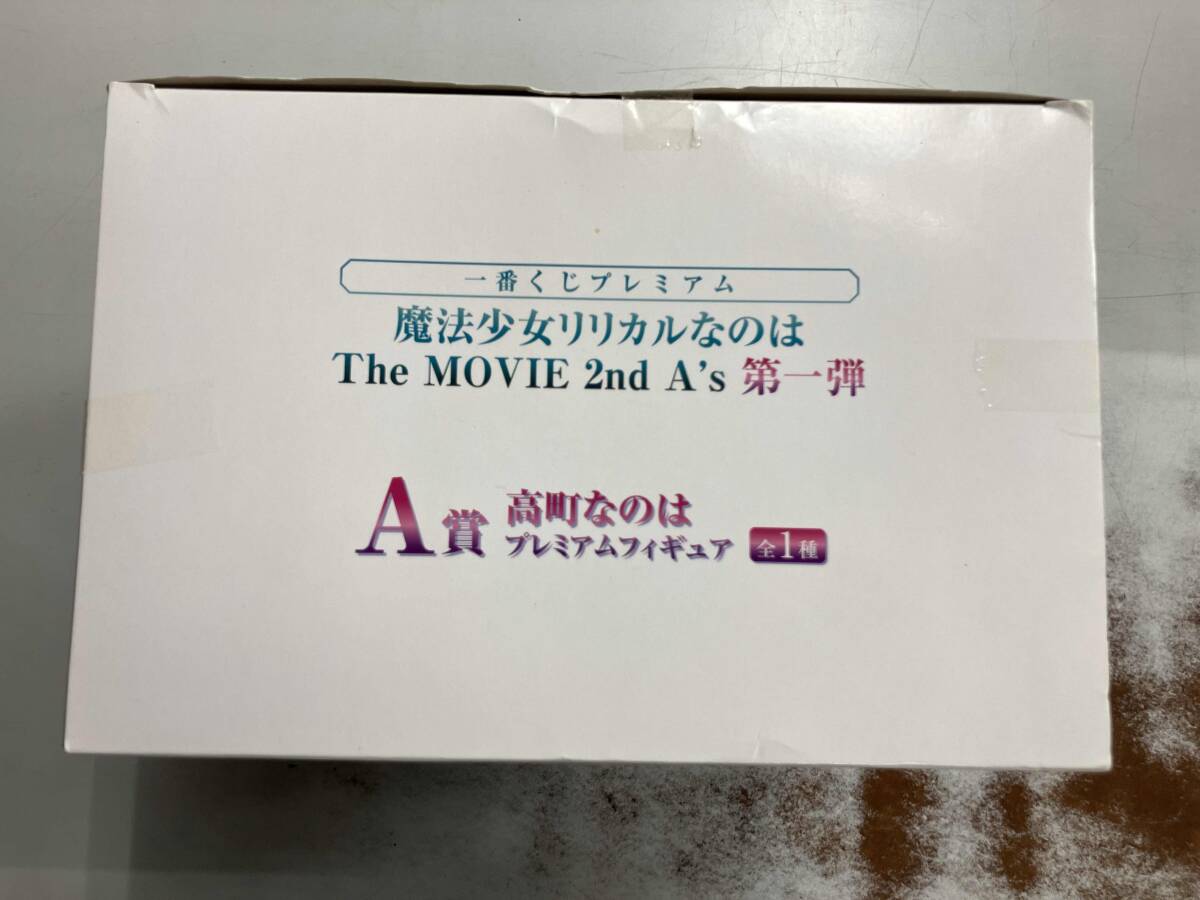 一番くじプレミアム
魔法少女リリカルなのは
The MOVIE 2nd A's 第一弾
A賞 高町なのは
プレミアムフィギュア 全1種